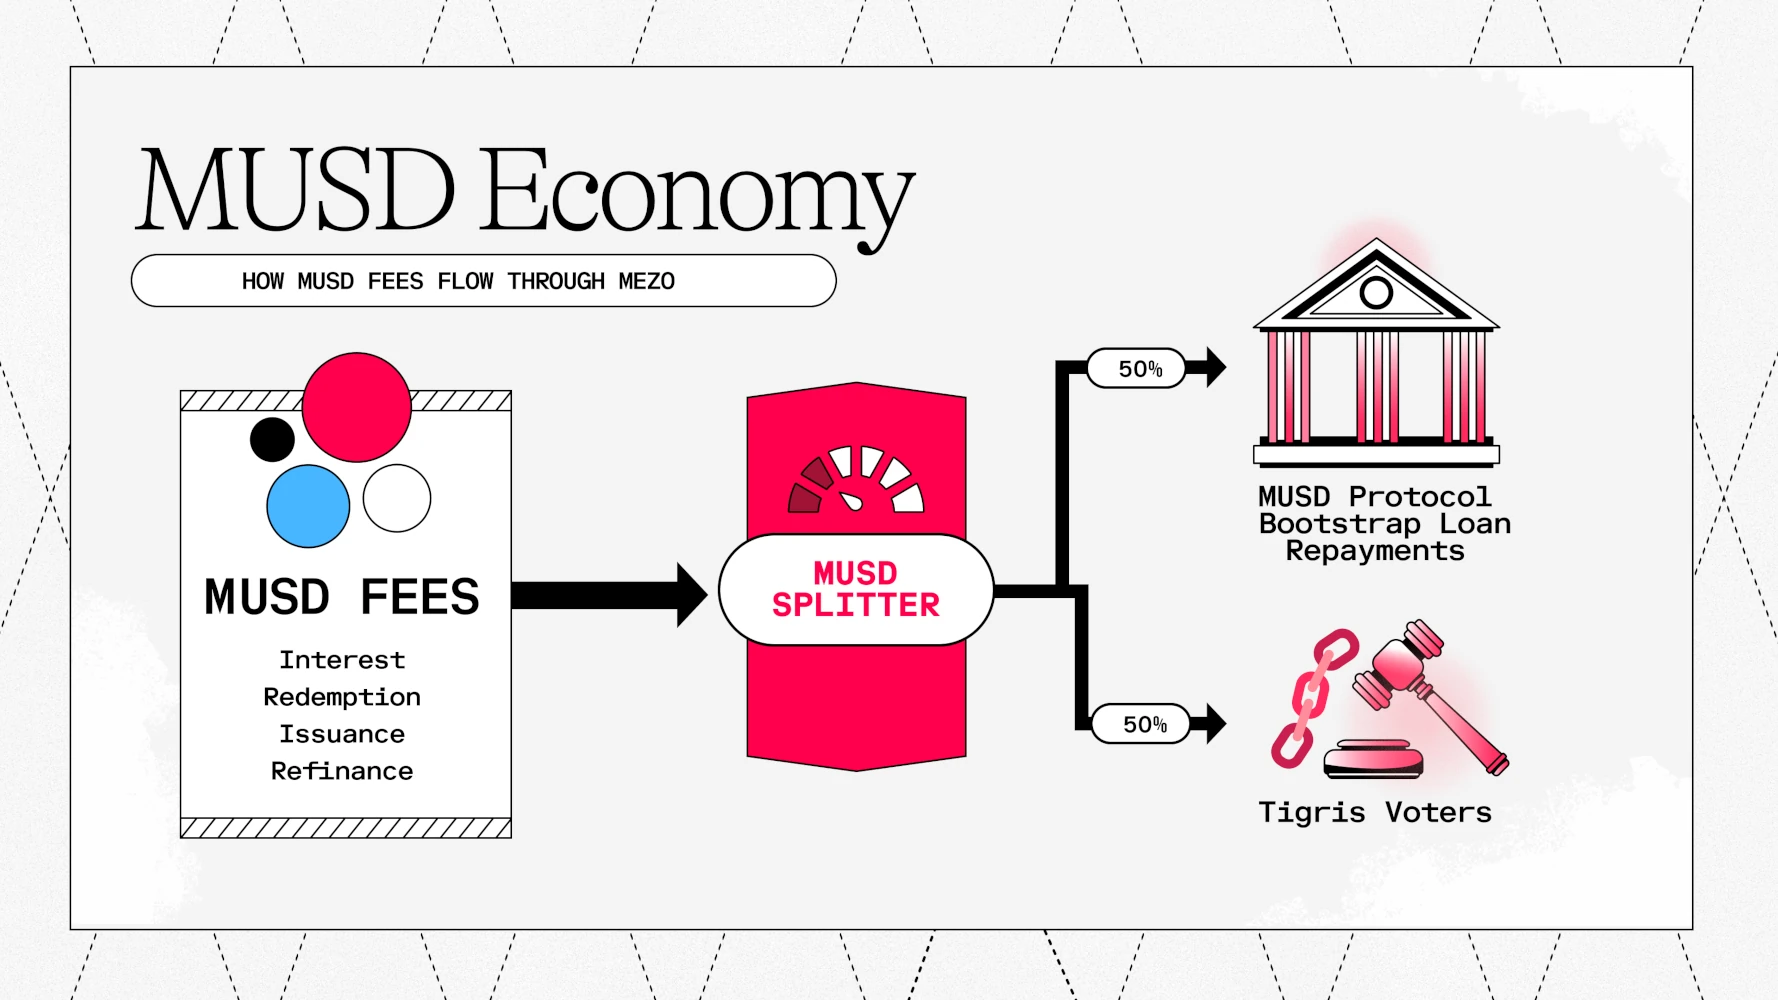 MUSD Economy
HOW MUSD FEES FLOW THROUGH MEZO
MUSD FEES
Interest
Redemption
Issuance
Refinance
MUSD
SPLITTER
50%
MUSD Protocol
Bootstrap Loan
Repayments
50%
Tigris Voters